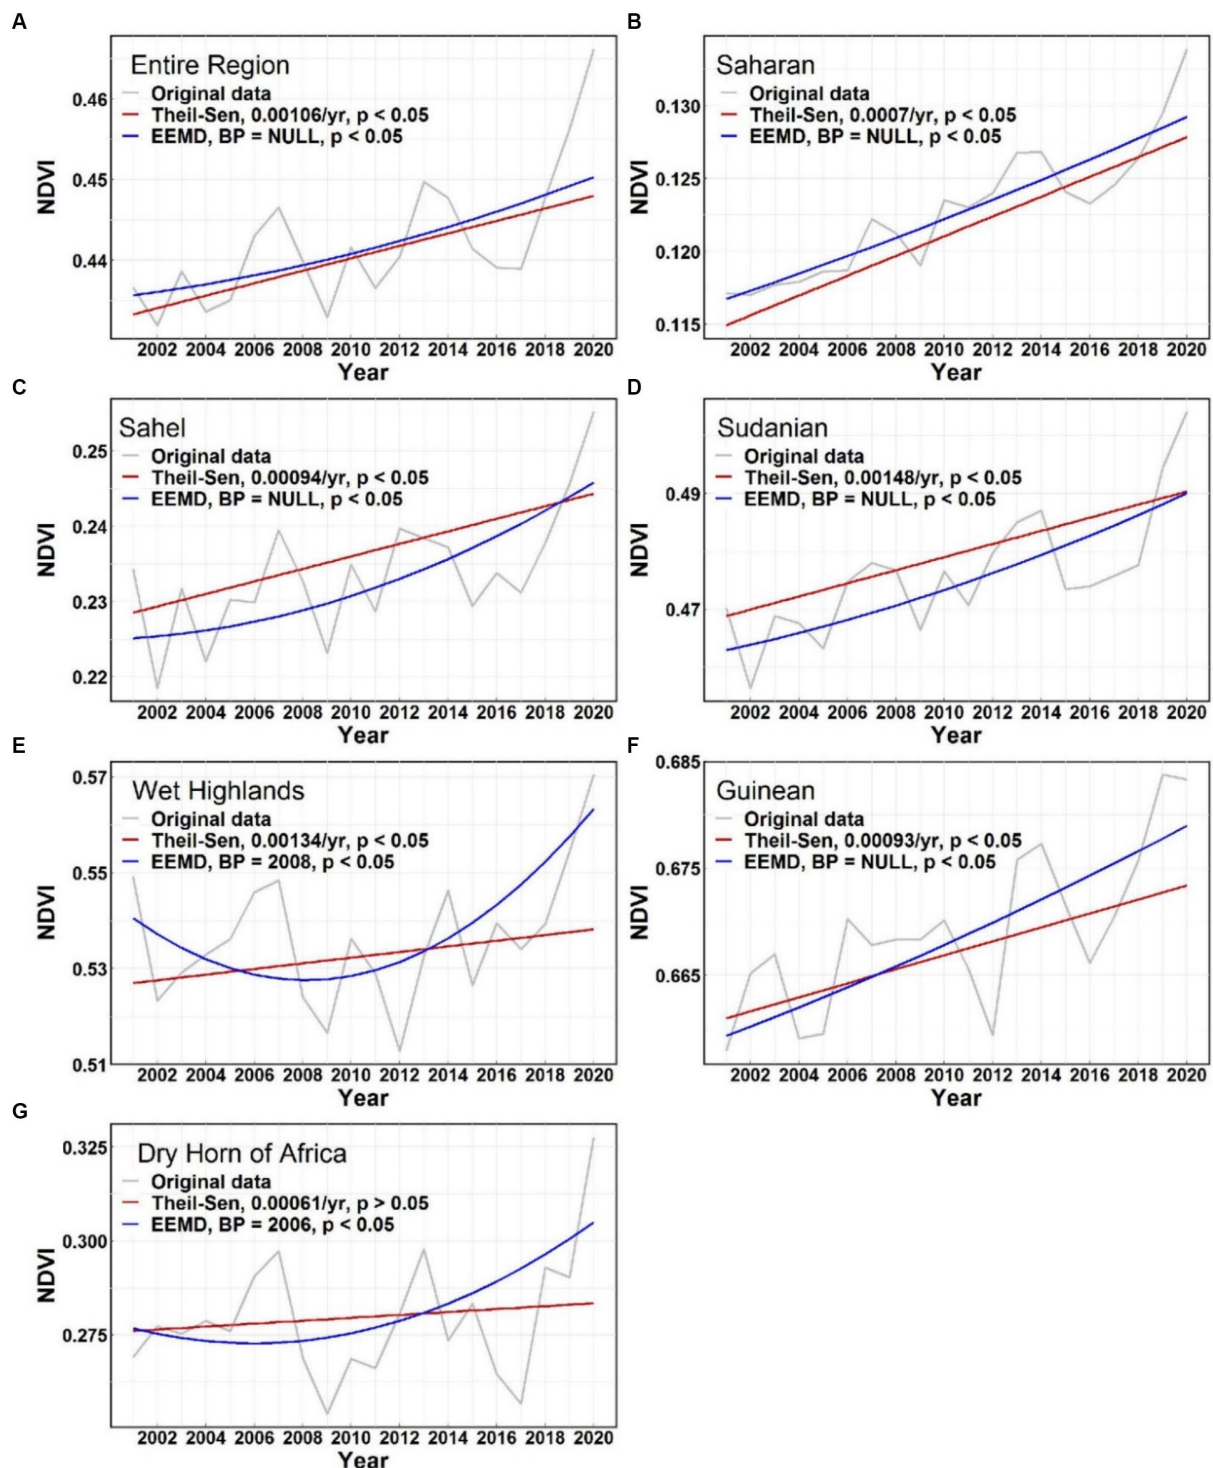 A
Entire Region
Original data
Theil-Sen, 0.00106/yr, p < 0.05
EEMD, BP = NULL, p < 0.05
NDVI
0.46
0.45
0.44
2002 2004 2006 2008 2010 2012 2014 2016 2018 2020
Year
B
Saharan
Original data
Theil-Sen, 0.0007/yr, p < 0.05
EEMD, BP = NULL, p < 0.05
NDVI
0.130
0.125
0.120
0.115
2002 2004 2006 2008 2010 2012 2014 2016 2018 2020
Year
C
Sahel
Original data
Theil-Sen, 0.00094/yr, p < 0.05
EEMD, BP = NULL, p < 0.05
NDVI
0.25
0.24
0.23
0.22
2002 2004 2006 2008 2010 2012 2014 2016 2018 2020
Year
D
Sudanian
Original data
Theil-Sen, 0.00148/yr, p < 0.05
EEMD, BP = NULL, p < 0.05
NDVI
0.49
0.47
2002 2004 2006 2008 2010 2012 2014 2016 2018 2020
Year
E
Wet Highlands
Original data
Theil-Sen, 0.00134/yr, p < 0.05
EEMD, BP = 2008, p < 0.05
NDVI
0.57
0.55
0.53
0.51
2002 2004 2006 2008 2010 2012 2014 2016 2018 2020
Year
F
Guinean
Original data
Theil-Sen, 0.00093/yr, p < 0.05
EEMD, BP = NULL, p < 0.05
NDVI
0.685
0.675
0.665
2002 2004 2006 2008 2010 2012 2014 2016 2018 2020
Year
G
Dry Horn of Africa
Original data
Theil-Sen, 0.00061/yr, p > 0.05
EEMD, BP = 2006, p < 0.05
NDVI
0.325
0.300
0.275
2002 2004 2006 2008 2010 2012 2014 2016 2018 2020
Year